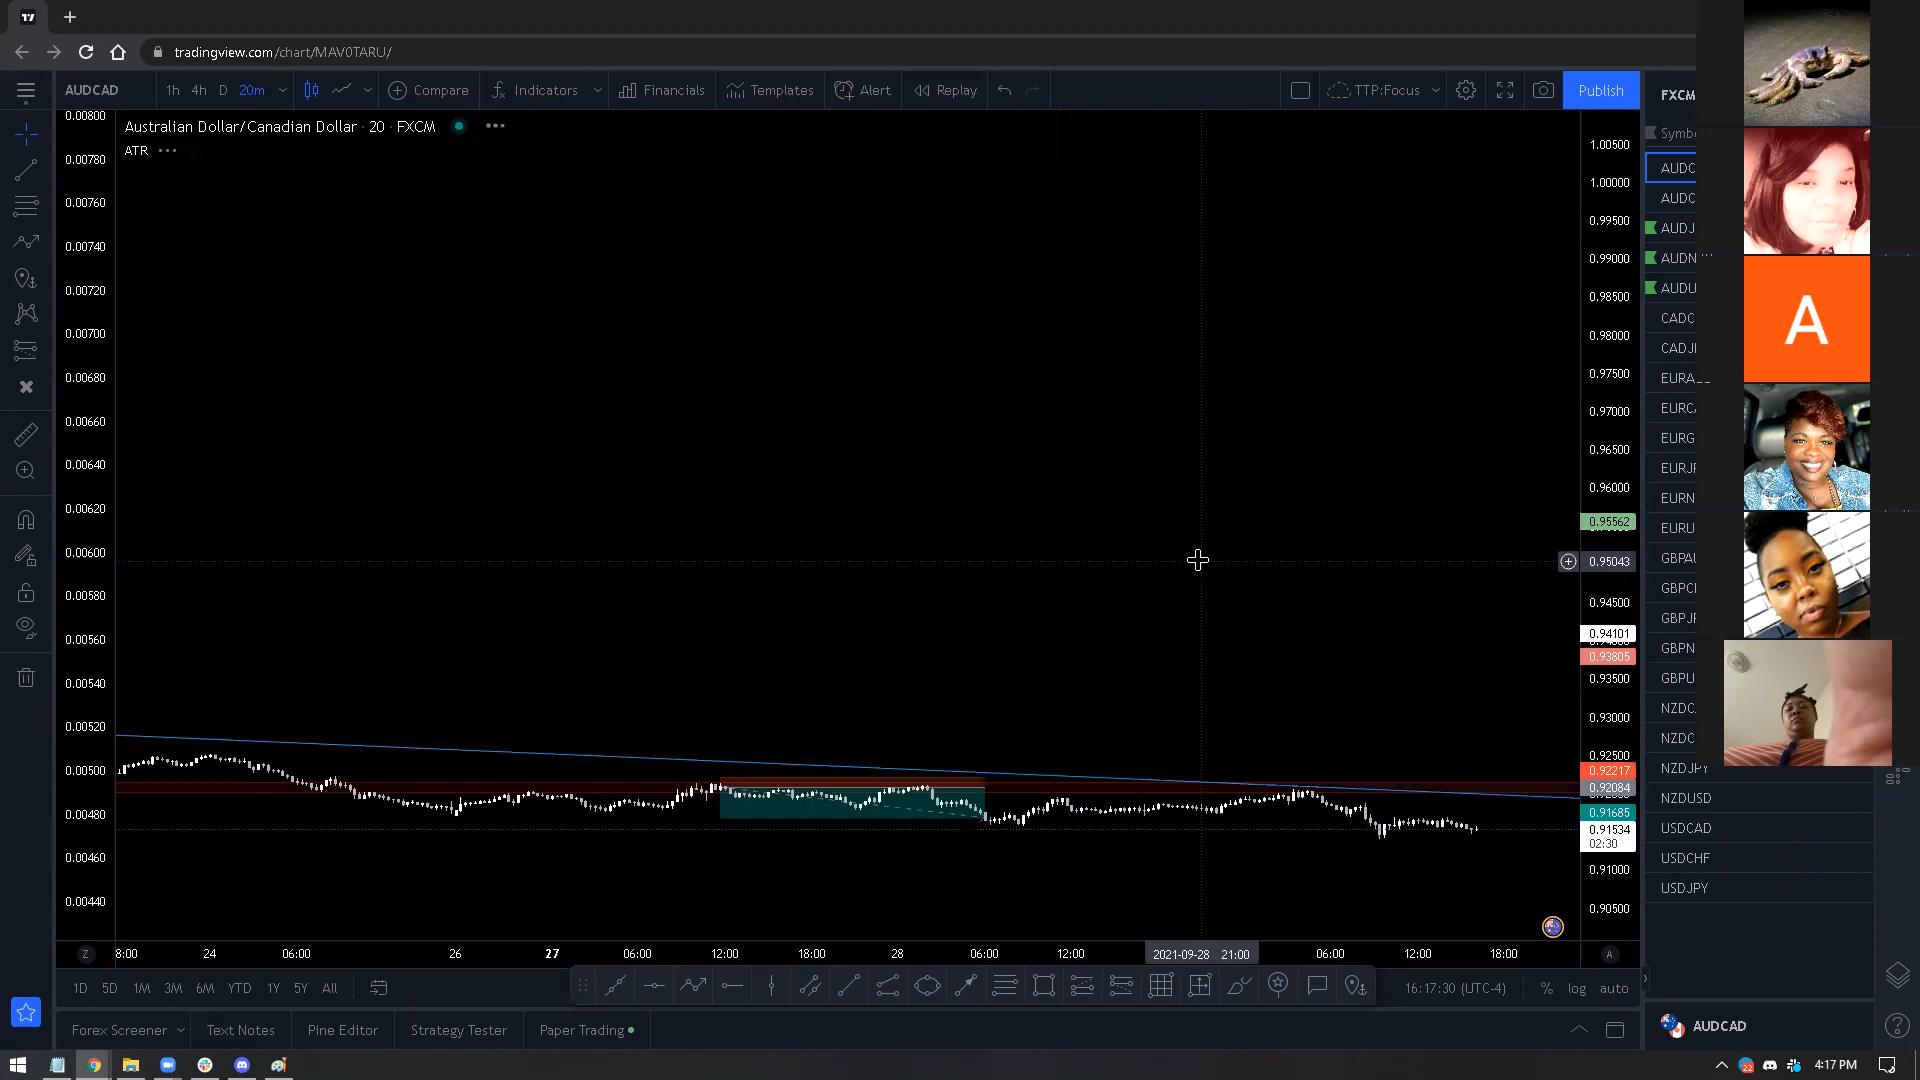 tradingview.com/chart/MAV0TARU/
AUDCAD
1h 4h D 20m
Compare
Indicators
Financials
Templates
Alert
Replay
TTP:Focus
Publish
FXCM
Australian Dollar/Canadian Dollar · 20 · FXCM
ATR
0.00800
0.00780
0.00760
0.00740
0.00720
0.00700
0.00680
0.00660
0.00640
0.00620
0.00600
0.00580
0.00560
0.00540
0.00520
0.00500
0.00480
0.00460
0.00440
1.00500
1.00000
0.99500
0.99000
0.98500
0.98000
0.97500
0.97000
0.96500
0.96000
0.95562
0.95043
0.94500
0.94101
0.93805
0.93500
0.93000
0.92500
0.92217
0.92084
0.91685
0.91534
02:30
0.91000
0.90500
Symb
AUDC
AUDC
AUDJ
AUDN
AUDU
CADC
CADJ
EURA
EURC
EURG
EURJ
EURN
EURU
GBPA
GBPC
GBPJ
GBPN
GBPU
NZDC
NZDC
NZDJPY
NZDUSD
USDCAD
USDCHF
USDJPY
A
Z 8:00 24 06:00 26 27 06:00 12:00 18:00 28 06:00 12:00 2021-09-28 21:00 06:00 12:00 18:00 A
1D 5D 1M 3M 6M YTD 1Y 5Y All
16:17:30 (UTC-4) % log auto
Forex Screener Text Notes Pine Editor Strategy Tester Paper Trading
AUDCAD
22
4:17 PM